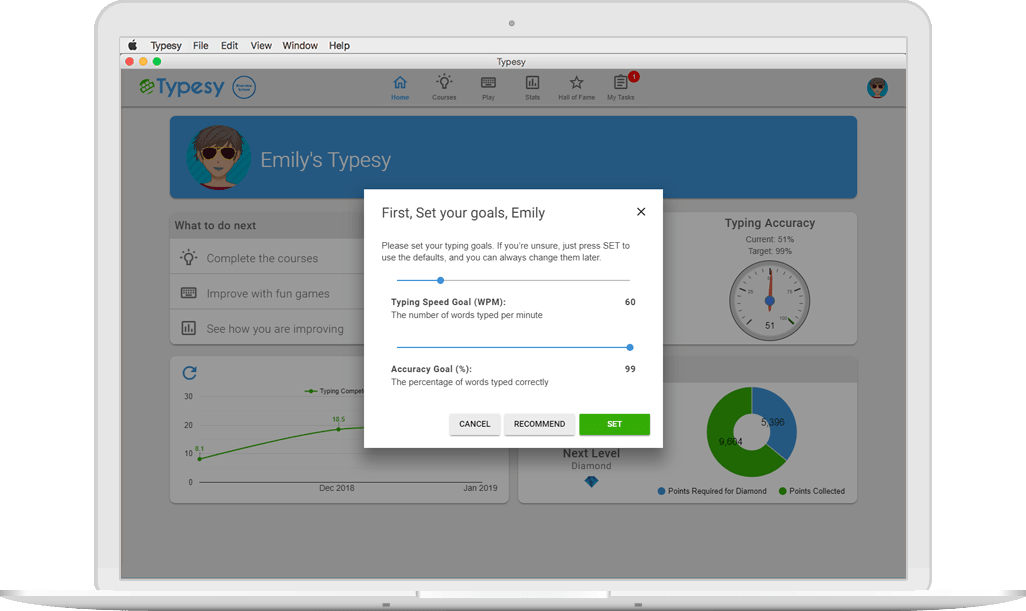 Typesy File Edit View Window Help
Typesy
Typesy
Home Courses Play Stats Hall of Fame My Tasks 1
Emily's Typesy
First, Set your goals, Emily
Please set your typing goals. If you're unsure, just press SET to
use the defaults, and you can always change them later.
Typing Speed Goal (WPM): 60
The number of words typed per minute
Accuracy Goal (%): 99
The percentage of words typed correctly
CANCEL RECOMMEND SET
What to do next
Complete the courses
Improve with fun games
See how you are improving
Typing Accuracy
Current: 51%
Target: 99%
25 75
100
51
Typing Compet
30
20
10
0
8.1
18.5
Dec 2018 Jan 2019
Next Level
Diamond
5,396
9,604
Points Required for Diamond Points Collected